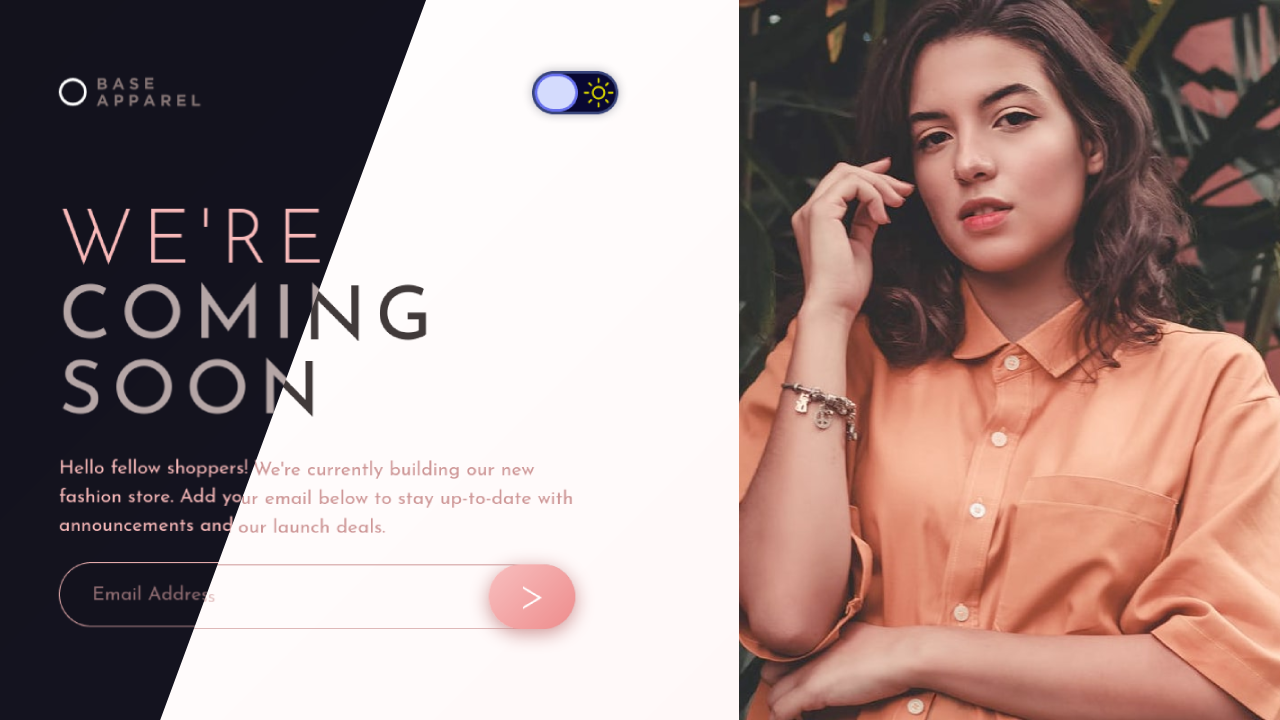 BASE
APPAREL
WE'RE
COMING
SOON
Hello fellow shoppers! We're currently building our new
fashion store. Add your email below to stay up-to-date with
announcements and our launch deals.
Email Address
>